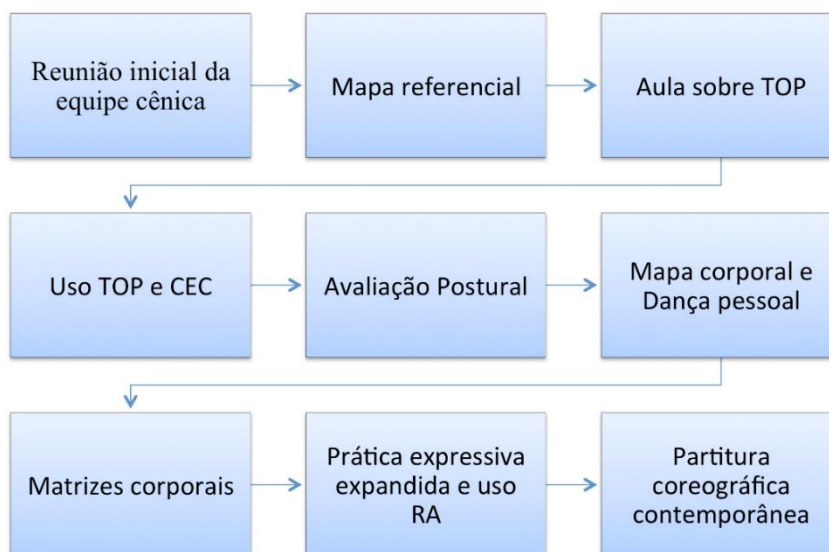 Reunião inicial da
equipe cênica
Mapa referencial
Aula sobre TOP
Uso TOP e CEC
Avaliação Postural
Mapa corporal e
Dança pessoal
Matrizes corporais
Prática expressiva
expandida e uso
RA
Partitura
coreográfica
contemporânea